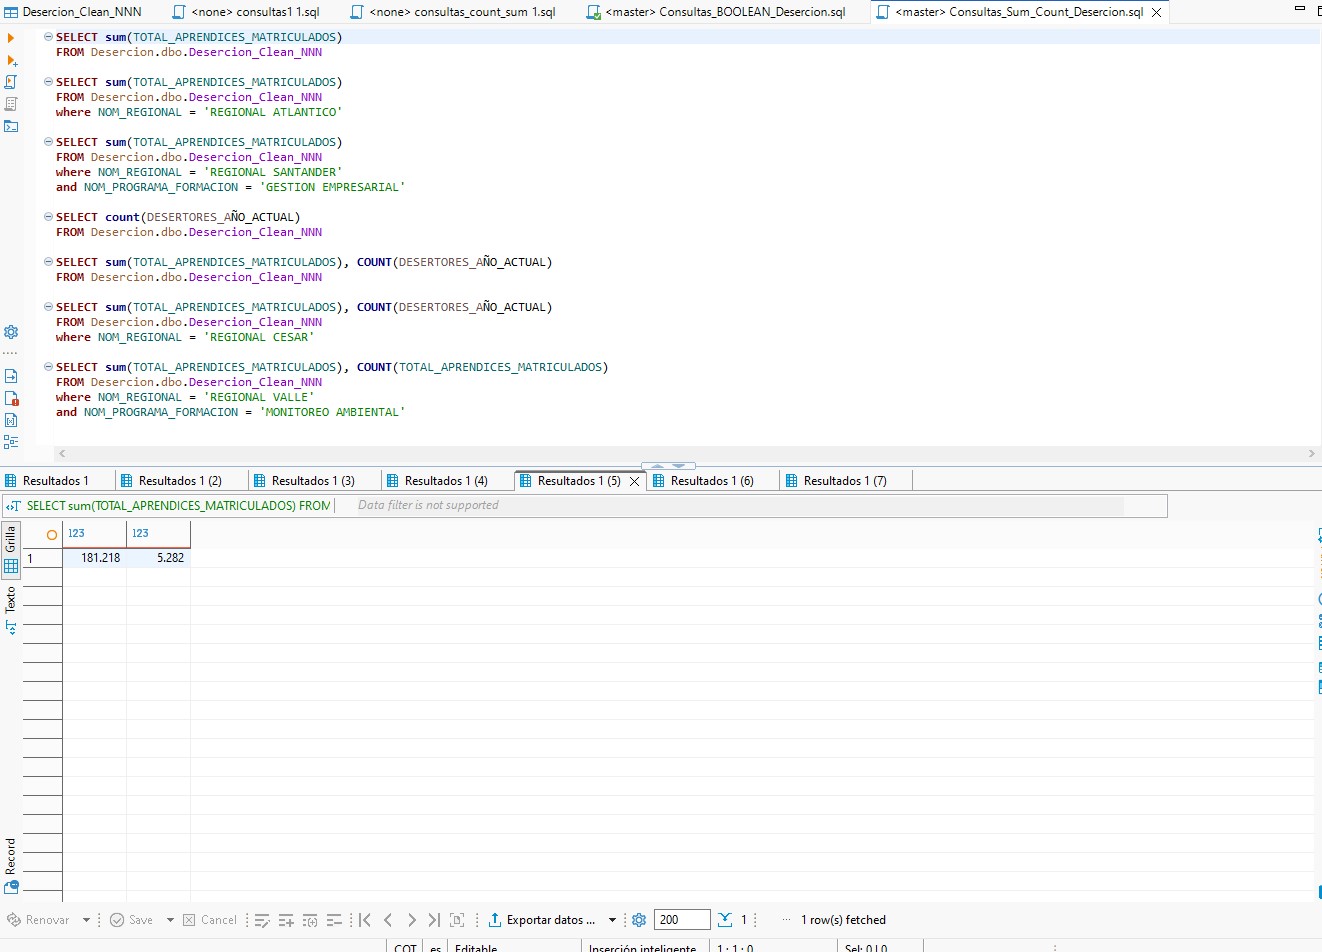 Desercion_Clean_NNN
<none> consultas1 1.sql
<none> consultas_count_sum 1.sql
<master> Consultas_BOOLEAN_Desercion.sql
<master> Consultas_Sum_Count_Desercion.sql
SELECT sum(TOTAL_APRENDICES_MATRICULADOS)
FROM Desercion.dbo.Desercion_Clean_NNN
SELECT sum(TOTAL_APRENDICES_MATRICULADOS)
FROM Desercion.dbo.Desercion_Clean_NNN
where NOM_REGIONAL = 'REGIONAL ATLANTICO'
SELECT sum(TOTAL_APRENDICES_MATRICULADOS)
FROM Desercion.dbo.Desercion_Clean_NNN
where NOM_REGIONAL = 'REGIONAL SANTANDER'
and NOM_PROGRAMA_FORMACION = 'GESTION EMPRESARIAL'
SELECT count(DESERTORES_AÑO_ACTUAL)
FROM Desercion.dbo.Desercion_Clean_NNN
SELECT sum(TOTAL_APRENDICES_MATRICULADOS), COUNT(DESERTORES_AÑO_ACTUAL)
FROM Desercion.dbo.Desercion_Clean_NNN
SELECT sum(TOTAL_APRENDICES_MATRICULADOS), COUNT(DESERTORES_AÑO_ACTUAL)
FROM Desercion.dbo.Desercion_Clean_NNN
where NOM_REGIONAL = 'REGIONAL CESAR'
SELECT sum(TOTAL_APRENDICES_MATRICULADOS), COUNT(TOTAL_APRENDICES_MATRICULADOS)
FROM Desercion.dbo.Desercion_Clean_NNN
where NOM_REGIONAL = 'REGIONAL VALLE'
and NOM_PROGRAMA_FORMACION = 'MONITOREO AMBIENTAL'
Resultados 1
Resultados 1 (2)
Resultados 1 (3)
Resultados 1 (4)
Resultados 1 (5)
Resultados 1 (6)
Resultados 1 (7)
SELECT sum(TOTAL_APRENDICES_MATRICULADOS) FROM
Data filter is not supported
Grilla
Texto
Record
123 123
1 181.218 5.282
Renovar
Save
Cancel
Exportar datos ...
200
1
... 1 row(s) fetched
COT
es
Editable
Inserción inteligente
1 : 1 : 0
Sel: 0 | 0